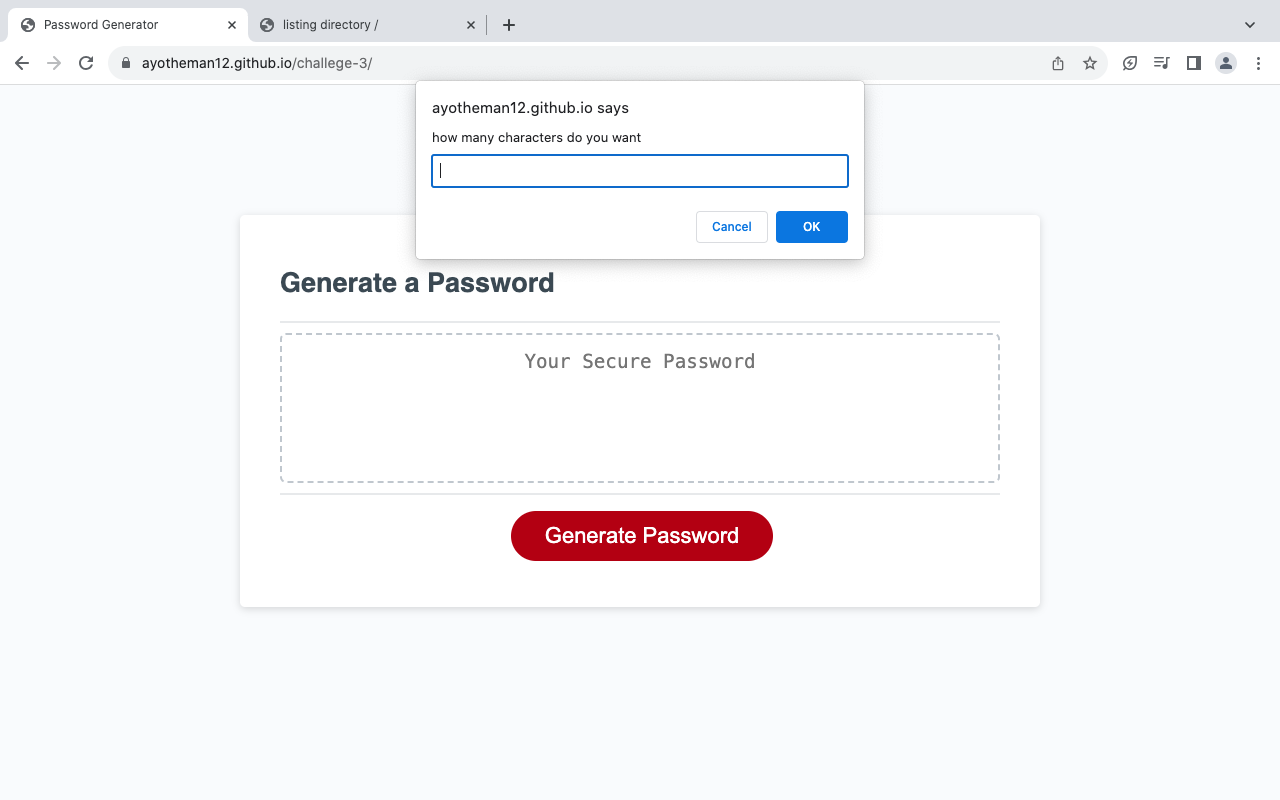 Password Generator
listing directory /
ayotheman12.github.io/challege-3/
ayotheman12.github.io says
how many characters do you want
Cancel
OK
Generate a Password
Your Secure Password
Generate Password